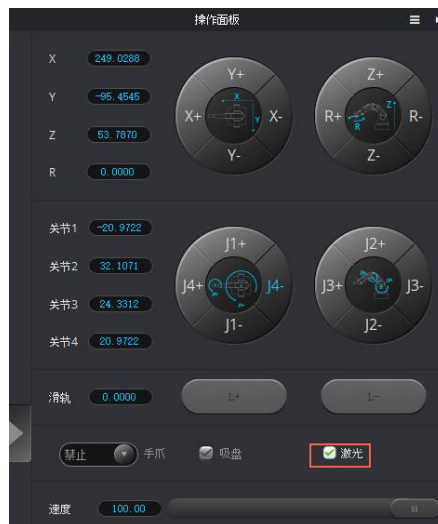 操作面板
X 249.0288
Y -95.4545
Z 53.7870
R 0.0000
Y+
X+ X Y X-
Y-
Z+
R+ Z R R-
Z-
关节1 -20.9722
关节2 32.1071
关节3 24.3312
关节4 20.9722
J1+
J4+ J4-
J1-
J2+
J3+ J3-
J2-
滑轨 0.0000 L+ L-
禁止 手爪 吸盘 激光
速度 100.00